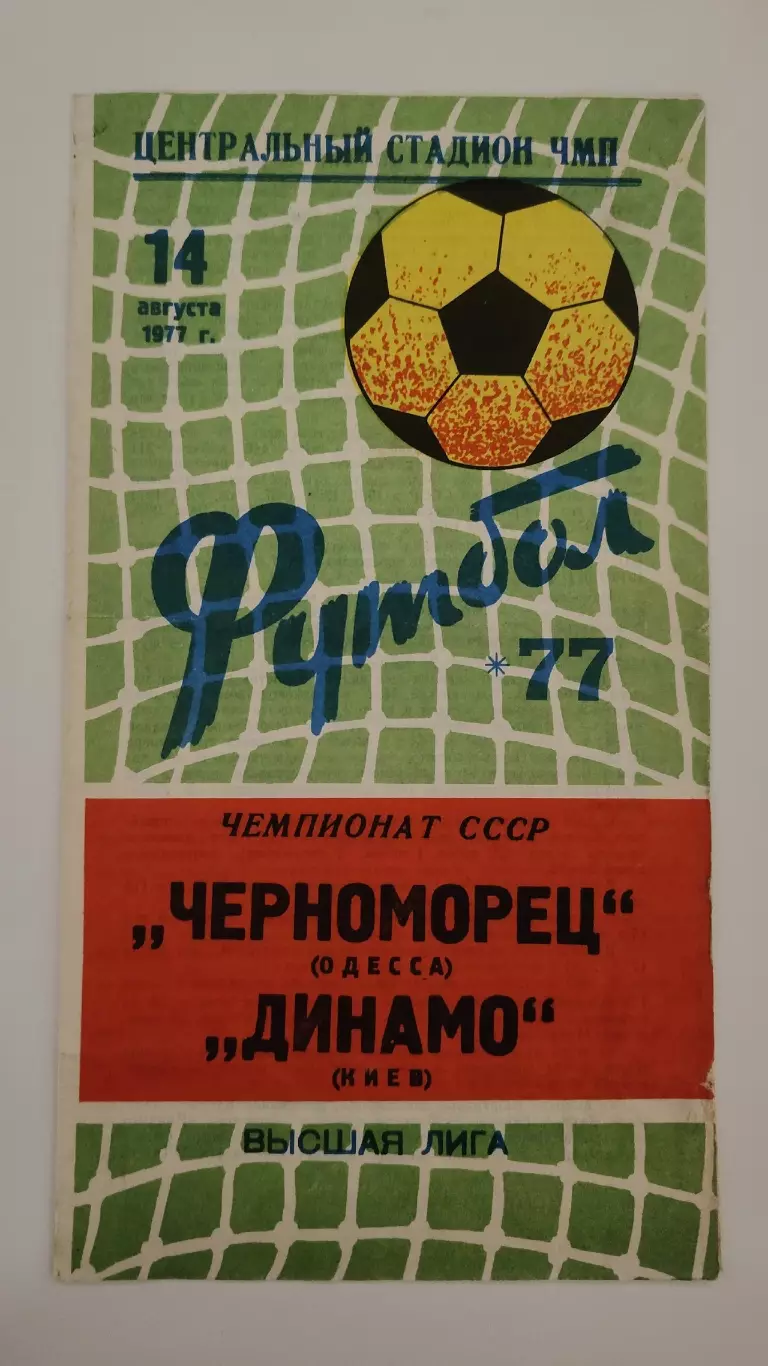 ЦЕНТРАЛЬНЫЙ СТАДИОН ЧМП
14
августа
1977 г.
Футбол
*77
ЧЕМПИОНАТ СССР
„ЧЕРНОМОРЕЦ“
(ОДЕССА)
„ДИНАМО“
(КИЕВ)
ВЫСШАЯ ЛИГА